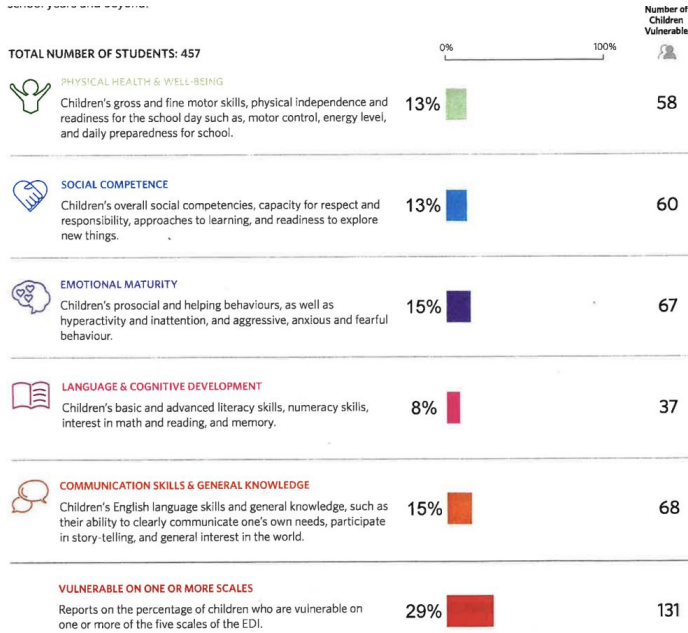 Number of
Children
Vulnerable
TOTAL NUMBER OF STUDENTS: 457
0%
100%
PHYSICAL HEALTH & WELL-BEING
Children's gross and fine motor skills, physical independence and
readiness for the school day such as, motor control, energy level,
and daily preparedness for school.
13%
58
SOCIAL COMPETENCE
Children's overall social competencies, capacity for respect and
responsibility, approaches to learning, and readiness to explore
new things.
13%
60
EMOTIONAL MATURITY
Children's prosocial and helping behaviours, as well as
hyperactivity and inattention, and aggressive, anxious and fearful
behaviour.
15%
67
LANGUAGE & COGNITIVE DEVELOPMENT
Children's basic and advanced literacy skills, numeracy skills,
interest in math and reading, and memory.
8%
37
COMMUNICATION SKILLS & GENERAL KNOWLEDGE
Children's English language skills and general knowledge, such as
their ability to clearly communicate one's own needs, participate
in story-telling, and general interest in the world.
15%
68
VULNERABLE ON ONE OR MORE SCALES
Reports on the percentage of children who are vulnerable on
one or more of the five scales of the EDI.
29%
131